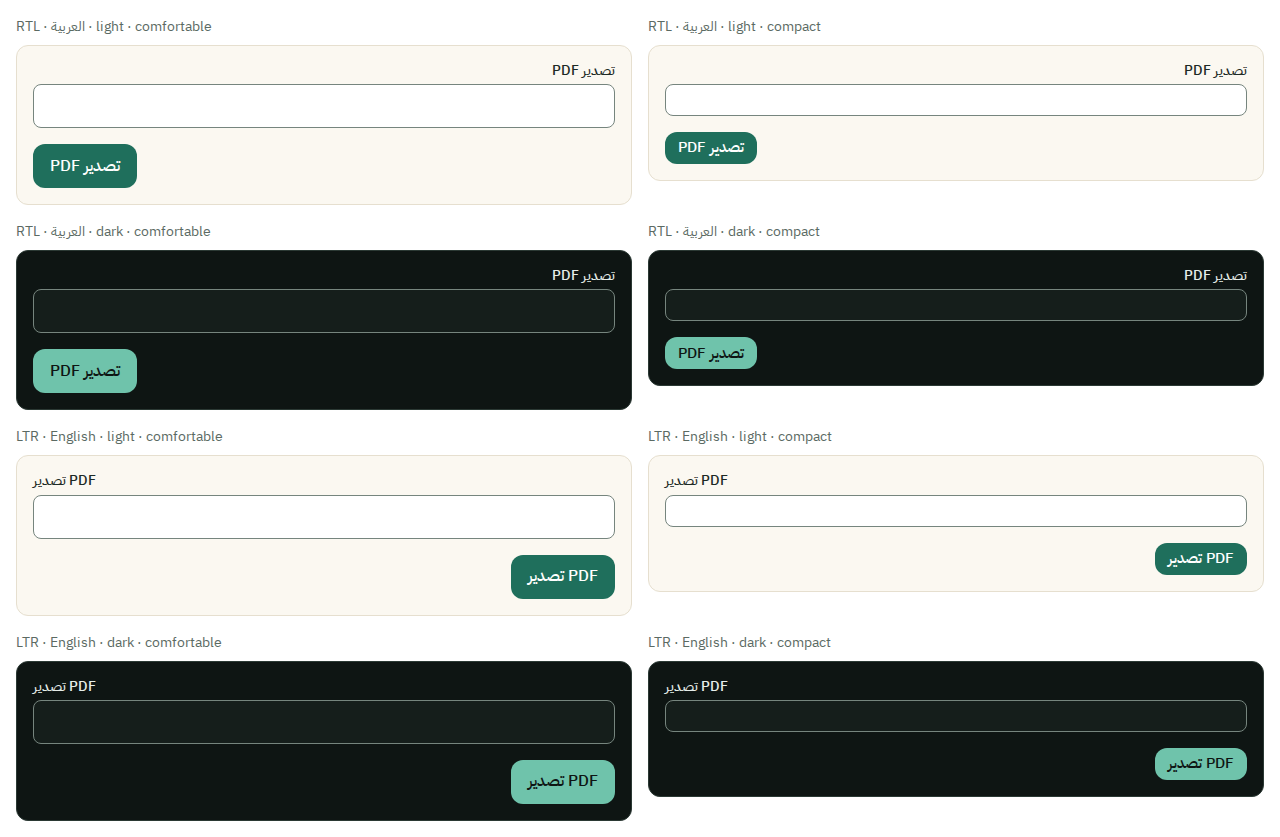 RTL · العربية · light · comfortable
تصدير PDF
تصدير PDF
RTL · العربية · light · compact
تصدير PDF
تصدير PDF
RTL · العربية · dark · comfortable
تصدير PDF
تصدير PDF
RTL · العربية · dark · compact
تصدير PDF
تصدير PDF
LTR · English · light · comfortable
تصدير PDF
تصدير PDF
LTR · English · light · compact
تصدير PDF
تصدير PDF
LTR · English · dark · comfortable
تصدير PDF
تصدير PDF
LTR · English · dark · compact
تصدير PDF
تصدير PDF